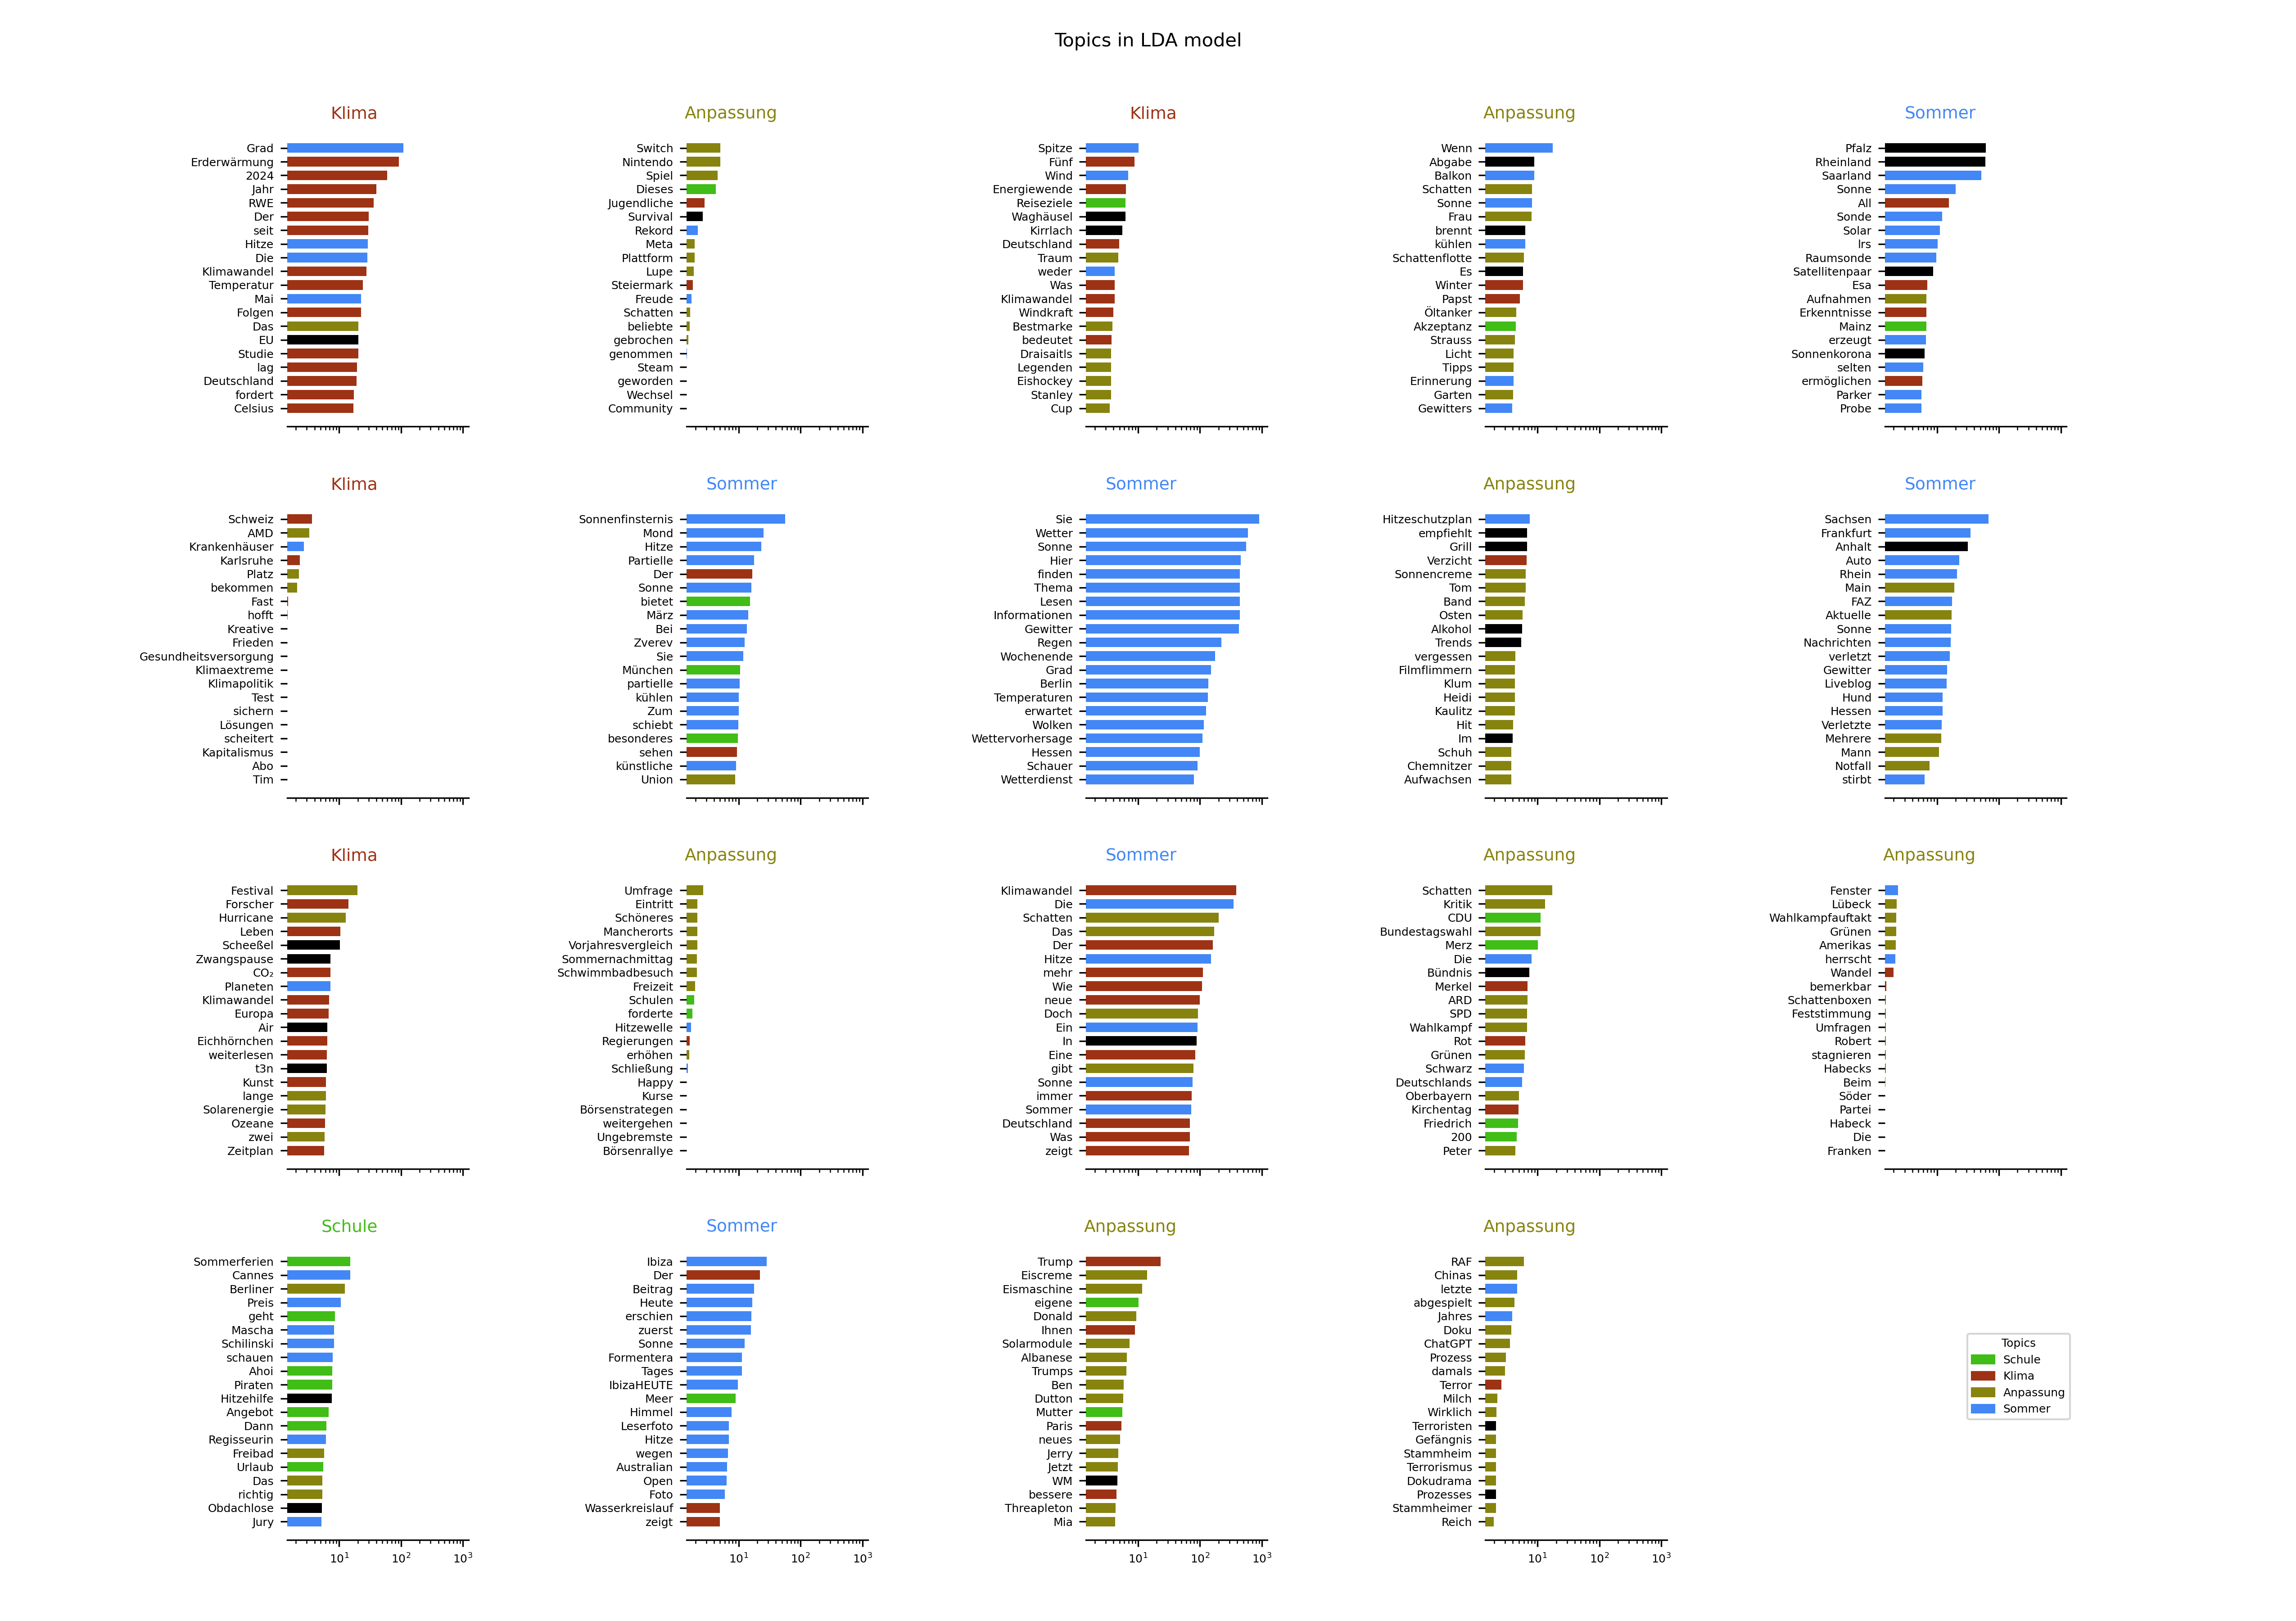 Topics in LDA model
Klima
Grad
Erderwärmung
2024
Jahr
RWE
Der
seit
Hitze
Die
Klimawandel
Temperatur
Mai
Folgen
Das
EU
Studie
lag
Deutschland
fordert
Celsius
Anpassung
Switch
Nintendo
Spiel
Dieses
Jugendliche
Survival
Rekord
Meta
Plattform
Lupe
Steiermark
Freude
Schatten
beliebte
gebrochen
genommen
Steam
geworden
Wechsel
Community
Klima
Spitze
Fünf
Wind
Energiewende
Reiseziele
Waghäusel
Kirrlach
Deutschland
Traum
weder
Was
Klimawandel
Windkraft
Bestmarke
bedeutet
Draisaitls
Legenden
Eishockey
Stanley
Cup
Anpassung
Wenn
Abgabe
Balkon
Schatten
Sonne
Frau
brennt
kühlen
Schattenflotte
Es
Winter
Papst
Öltanker
Akzeptanz
Strauss
Licht
Tipps
Erinnerung
Garten
Gewitters
Sommer
Pfalz
Rheinland
Saarland
Sonne
All
Sonde
Solar
Irs
Raumsonde
Satellitenpaar
Esa
Aufnahmen
Erkenntnisse
Mainz
erzeugt
Sonnenkorona
selten
ermöglichen
Parker
Probe
Klima
Schweiz
AMD
Krankenhäuser
Karlsruhe
Platz
bekommen
Fast
hofft
Kreative
Frieden
Gesundheitsversorgung
Klimaextreme
Klimapolitik
Test
sichern
Lösungen
scheitert
Kapitalismus
Abo
Tim
Sommer
Sonnenfinsternis
Mond
Hitze
Partielle
Der
Sonne
bietet
März
Bei
Zverev
Sie
München
partielle
kühlen
Zum
schiebt
besonderes
sehen
künstliche
Union
Sommer
Sie
Wetter
Sonne
Hier
finden
Thema
Lesen
Informationen
Gewitter
Regen
Wochenende
Grad
Berlin
Temperaturen
erwartet
Wolken
Wettervorhersage
Hessen
Schauer
Wetterdienst
Anpassung
Hitzeschutzplan
empfiehlt
Grill
Verzicht
Sonnencreme
Tom
Band
Osten
Alkohol
Trends
vergessen
Filmflimmern
Klum
Heidi
Kaulitz
Hit
Im
Schuh
Chemnitzer
Aufwachsen
Sommer
Sachsen
Frankfurt
Anhalt
Auto
Rhein
Main
FAZ
Aktuelle
Sonne
Nachrichten
verletzt
Gewitter
Liveblog
Hund
Hessen
Verletzte
Mehrere
Mann
Notfall
stirbt
Klima
Festival
Forscher
Hurricane
Leben
Scheeßel
Zwangspause
CO₂
Planeten
Klimawandel
Europa
Air
Eichhörnchen
weiterlesen
t3n
Kunst
lange
Solarenergie
Ozeane
zwei
Zeitplan
Anpassung
Umfrage
Eintritt
Schöneres
Mancherorts
Vorjahresvergleich
Sommernachmittag
Schwimmbadbesuch
Freizeit
Schulen
forderte
Hitzewelle
Regierungen
erhöhen
Schließung
Happy
Kurse
Börsenstrategen
weitergehen
Ungebremste
Börsenrallye
Sommer
Klimawandel
Die
Schatten
Das
Der
Hitze
mehr
Wie
neue
Doch
Ein
In
Eine
gibt
Sonne
immer
Sommer
Deutschland
Was
zeigt
Anpassung
Schatten
Kritik
CDU
Bundestagswahl
Merz
Die
Bündnis
Merkel
ARD
SPD
Wahlkampf
Rot
Grünen
Schwarz
Deutschlands
Oberbayern
Kirchentag
Friedrich
200
Peter
Anpassung
Fenster
Lübeck
Wahlkampfauftakt
Grünen
Amerikas
herrscht
Wandel
bemerkbar
Schattenboxen
Feststimmung
Umfragen
Robert
stagnieren
Habecks
Beim
Söder
Partei
Habeck
Die
Franken
Schule
Sommerferien
Cannes
Berliner
Preis
geht
Mascha
Schilinski
schauen
Ahoi
Piraten
Hitzehilfe
Angebot
Dann
Regisseurin
Freibad
Urlaub
Das
richtig
Obdachlose
Jury
10¹ 10² 10³
Sommer
Ibiza
Der
Beitrag
Heute
erschien
zuerst
Sonne
Formentera
Tages
IbizaHEUTE
Meer
Himmel
Leserfoto
Hitze
wegen
Australian
Open
Foto
Wasserkreislauf
zeigt
10¹ 10² 10³
Anpassung
Trump
Eiscreme
Eismaschine
eigene
Donald
Ihnen
Solarmodule
Albanese
Trumps
Ben
Dutton
Mutter
Paris
neues
Jerry
Jetzt
WM
bessere
Threapleton
Mia
10¹ 10² 10³
Anpassung
RAF
Chinas
letzte
abgespielt
Jahres
Doku
ChatGPT
Prozess
damals
Terror
Milch
Wirklich
Terroristen
Gefängnis
Stammheim
Terrorismus
Dokudrama
Prozesses
Stammheimer
Reich
10¹ 10² 10³
Topics
Schule
Klima
Anpassung
Sommer